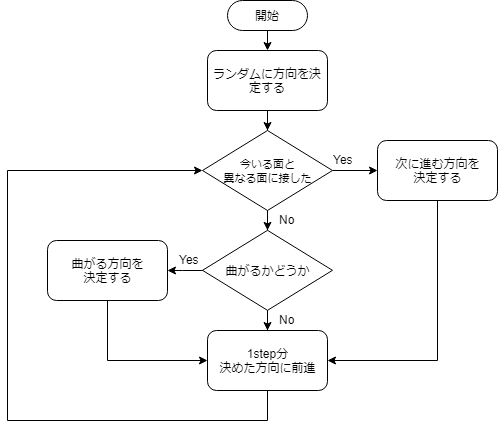 開始
ランダムに方向を決
定する
今いる面と
異なる面に接した
Yes
次に進む方向を
決定する
No
曲がる方向を
決定する
Yes
曲がるかどうか
No
1step分
決めた方向に前進